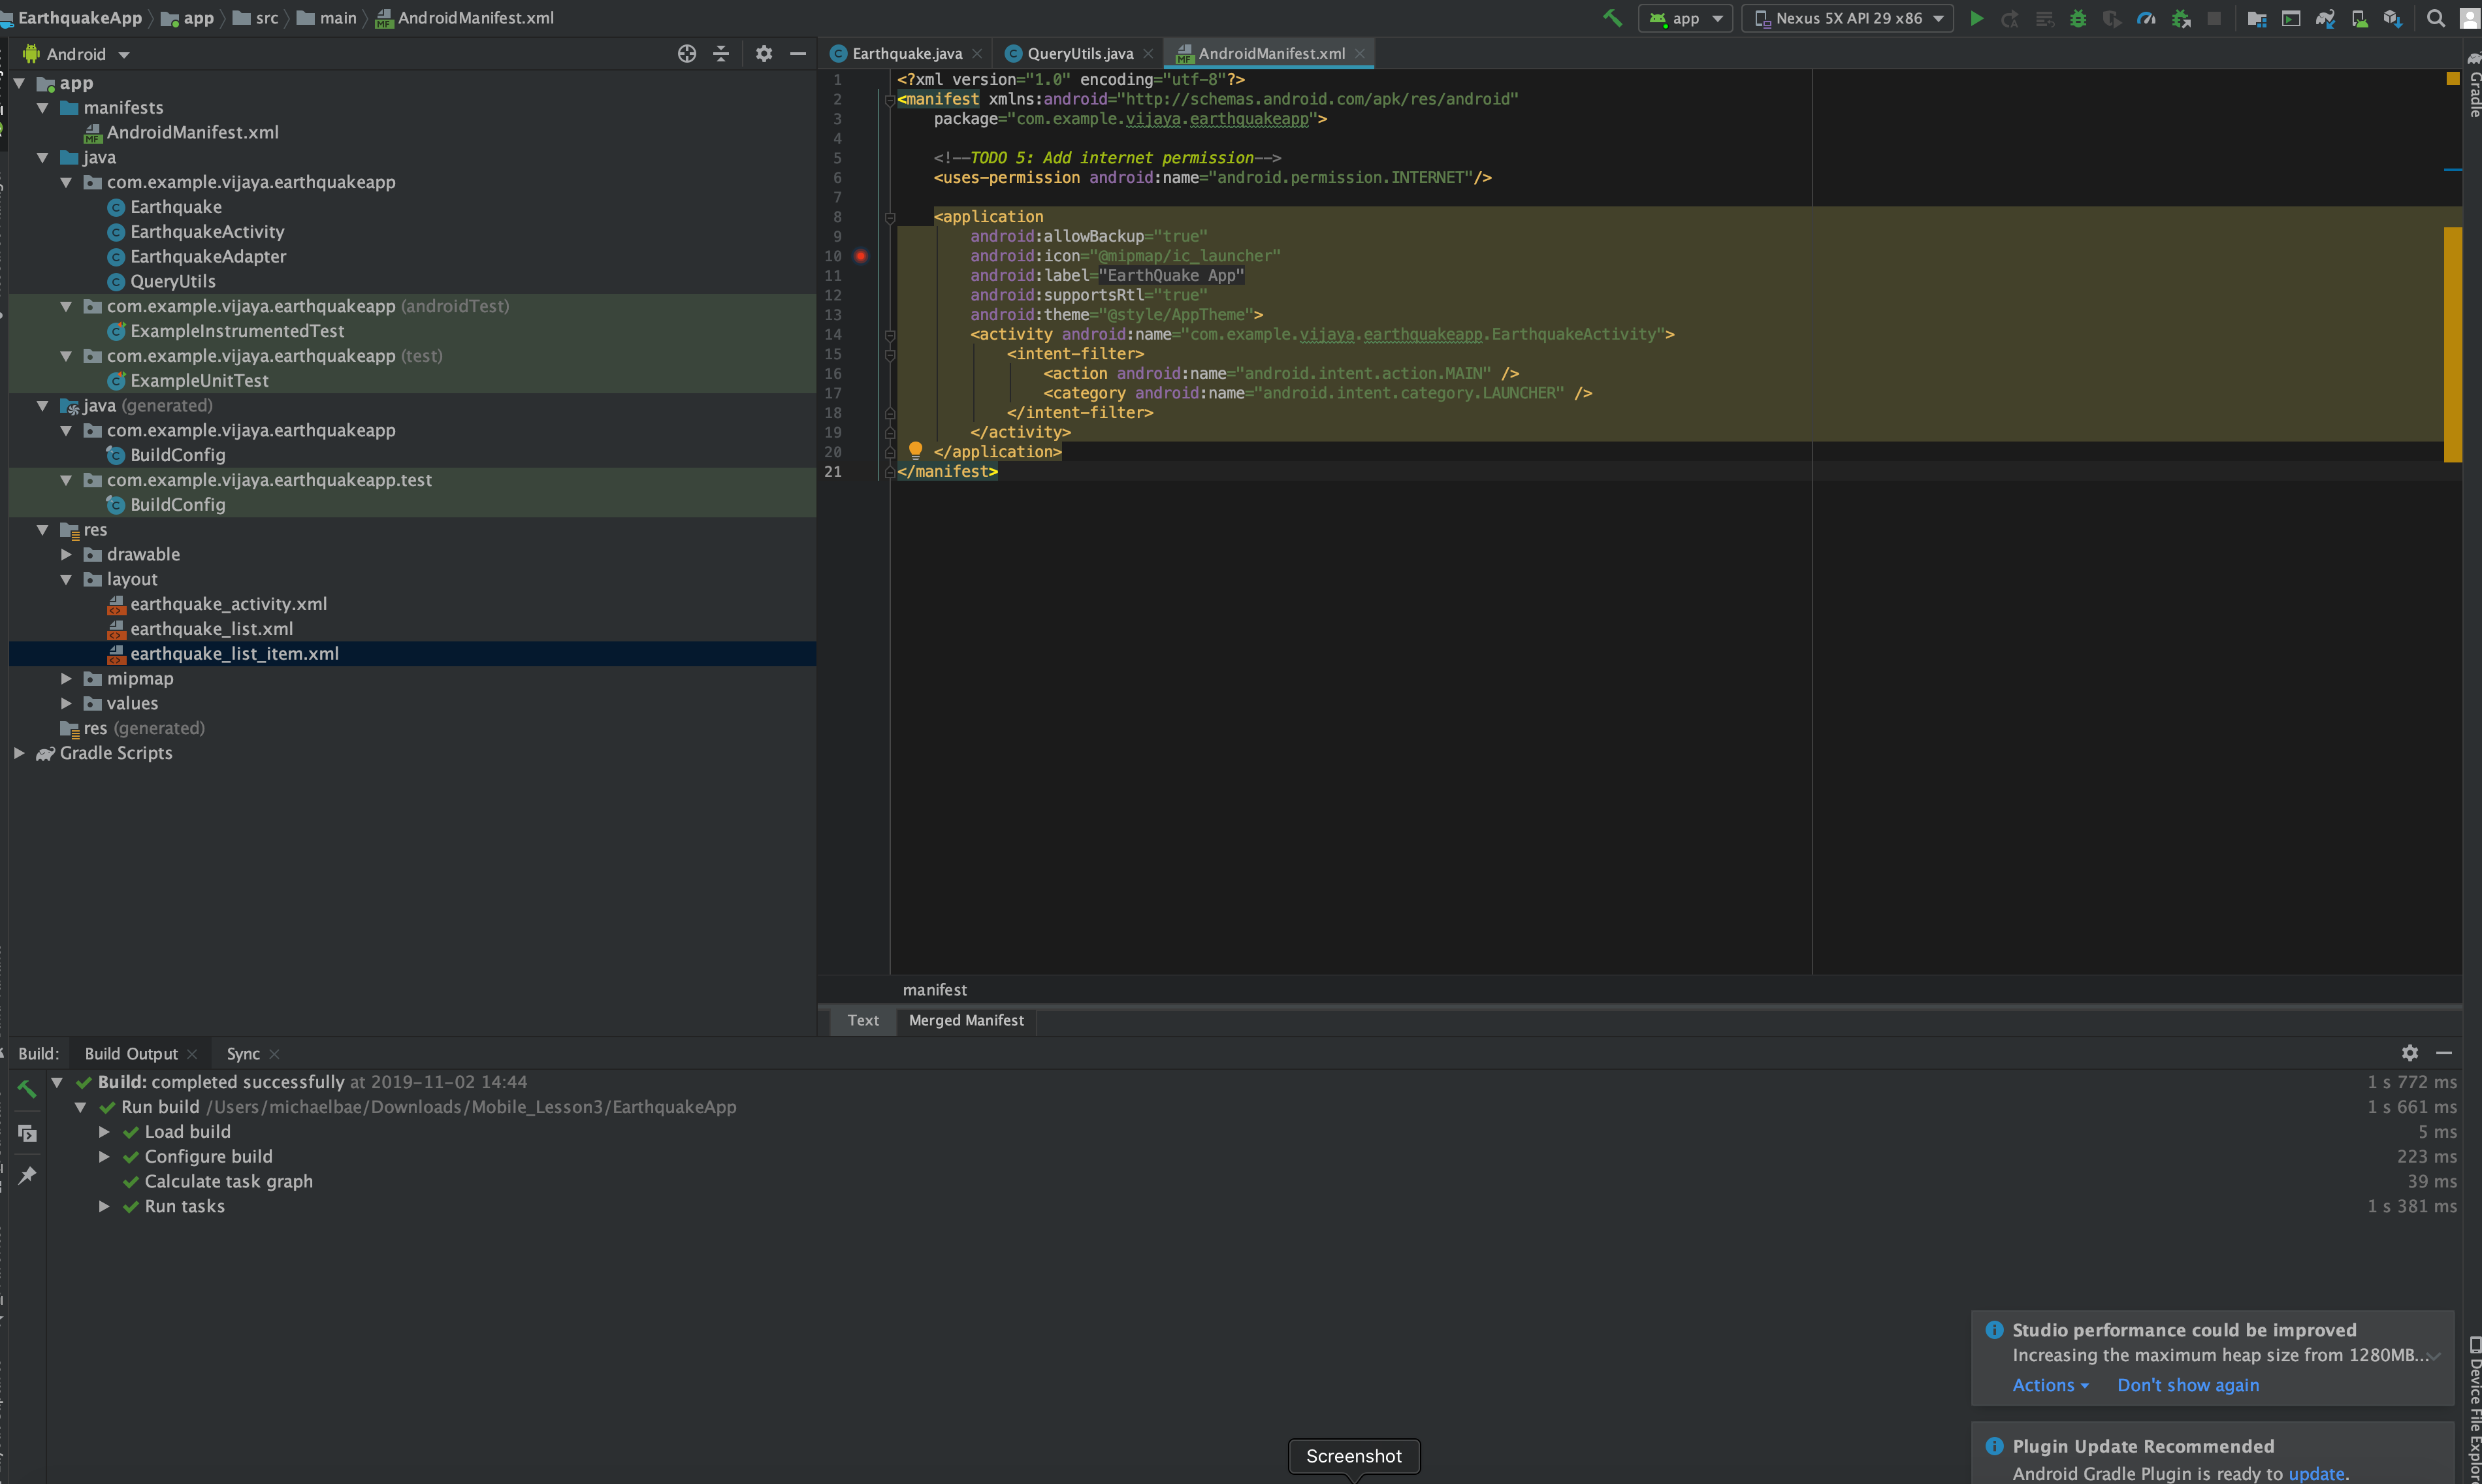 EarthquakeApp app src main AndroidManifest.xml
app Nexus 5X API 29 x86
Android
Earthquake.java QueryUtils.java AndroidManifest.xml
app
manifests
AndroidManifest.xml
java
com.example.vijaya.earthquakeapp
Earthquake
EarthquakeActivity
EarthquakeAdapter
QueryUtils
com.example.vijaya.earthquakeapp (androidTest)
ExampleInstrumentedTest
com.example.vijaya.earthquakeapp (test)
ExampleUnitTest
java (generated)
com.example.vijaya.earthquakeapp
BuildConfig
com.example.vijaya.earthquakeapp.test
BuildConfig
res
drawable
layout
earthquake_activity.xml
earthquake_list.xml
earthquake_list_item.xml
mipmap
values
res (generated)
Gradle Scripts
1 <?xml version="1.0" encoding="utf-8"?>
2 <manifest xmlns:android="http://schemas.android.com/apk/res/android"
3 package="com.example.vijaya.earthquakeapp">
4
5 <!--TODO 5: Add internet permission-->
6 <uses-permission android:name="android.permission.INTERNET"/>
7
8 <application
9 android:allowBackup="true"
10 android:icon="@mipmap/ic_launcher"
11 android:label="EarthQuake App"
12 android:supportsRtl="true"
13 android:theme="@style/AppTheme">
14 <activity android:name="com.example.vijaya.earthquakeapp.EarthquakeActivity">
15 <intent-filter>
16 <action android:name="android.intent.action.MAIN" />
17 <category android:name="android.intent.category.LAUNCHER" />
18 </intent-filter>
19 </activity>
20 </application>
21 </manifest>
manifest
Text Merged Manifest
Gradle
Build: Build Output Sync
Build: completed successfully at 2019-11-02 14:44 1 s 772 ms
Run build /Users/michaelbae/Downloads/Mobile_Lesson3/EarthquakeApp 1 s 661 ms
Load build 5 ms
Configure build 223 ms
Calculate task graph 39 ms
Run tasks 1 s 381 ms
Studio performance could be improved
Increasing the maximum heap size from 1280MB...
Actions Don't show again
Plugin Update Recommended
Android Gradle Plugin is ready to update.
Device File Explorer
Screenshot